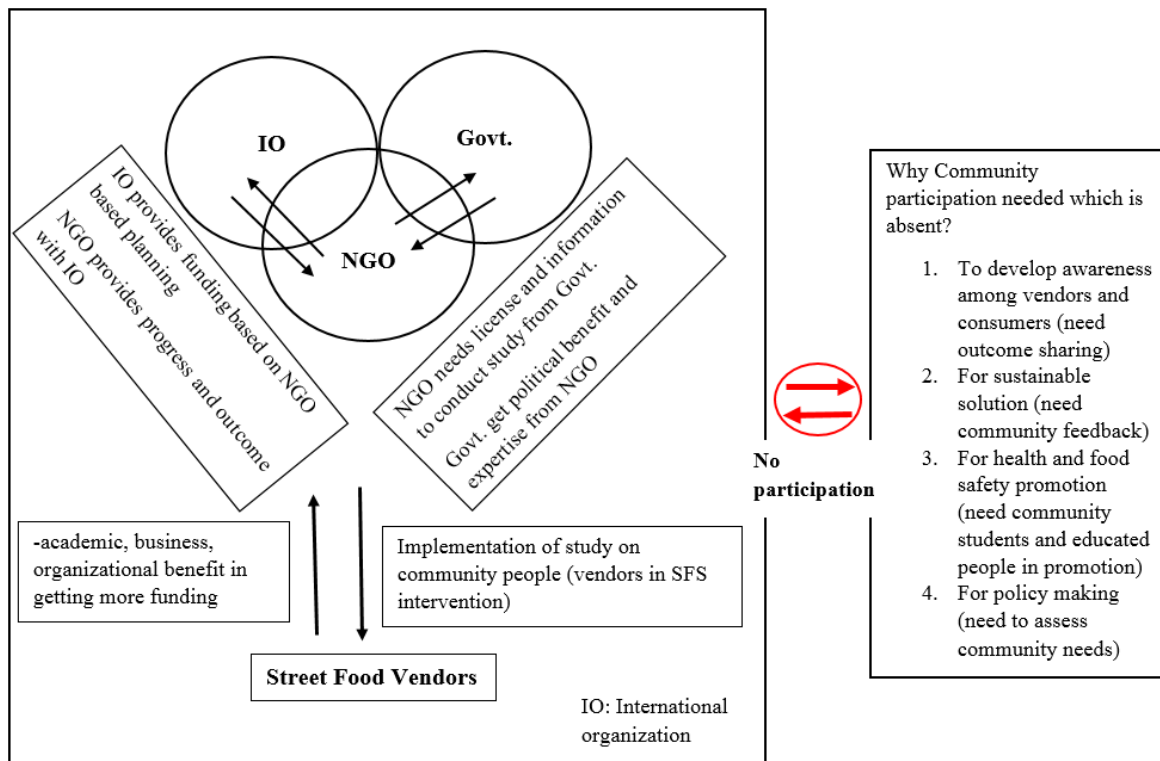 IO
Govt.
NGO
IO provides funding based on NGO
based planning
NGO provides progress and outcome
with IO
NGO needs license and information
to conduct study from Govt.
Govt. get political benefit and
expertise from NGO
-academic, business,
organizational benefit in
getting more funding
Implementation of study on
community people (vendors in SFS
intervention)
Street Food Vendors
IO: International
organization
No
participation
Why Community
participation needed which is
absent?
1. To develop awareness
among vendors and
consumers (need
outcome sharing)
2. For sustainable
solution (need
community feedback)
3. For health and food
safety promotion
(need community
students and educated
people in promotion)
4. For policy making
(need to assess
community needs)